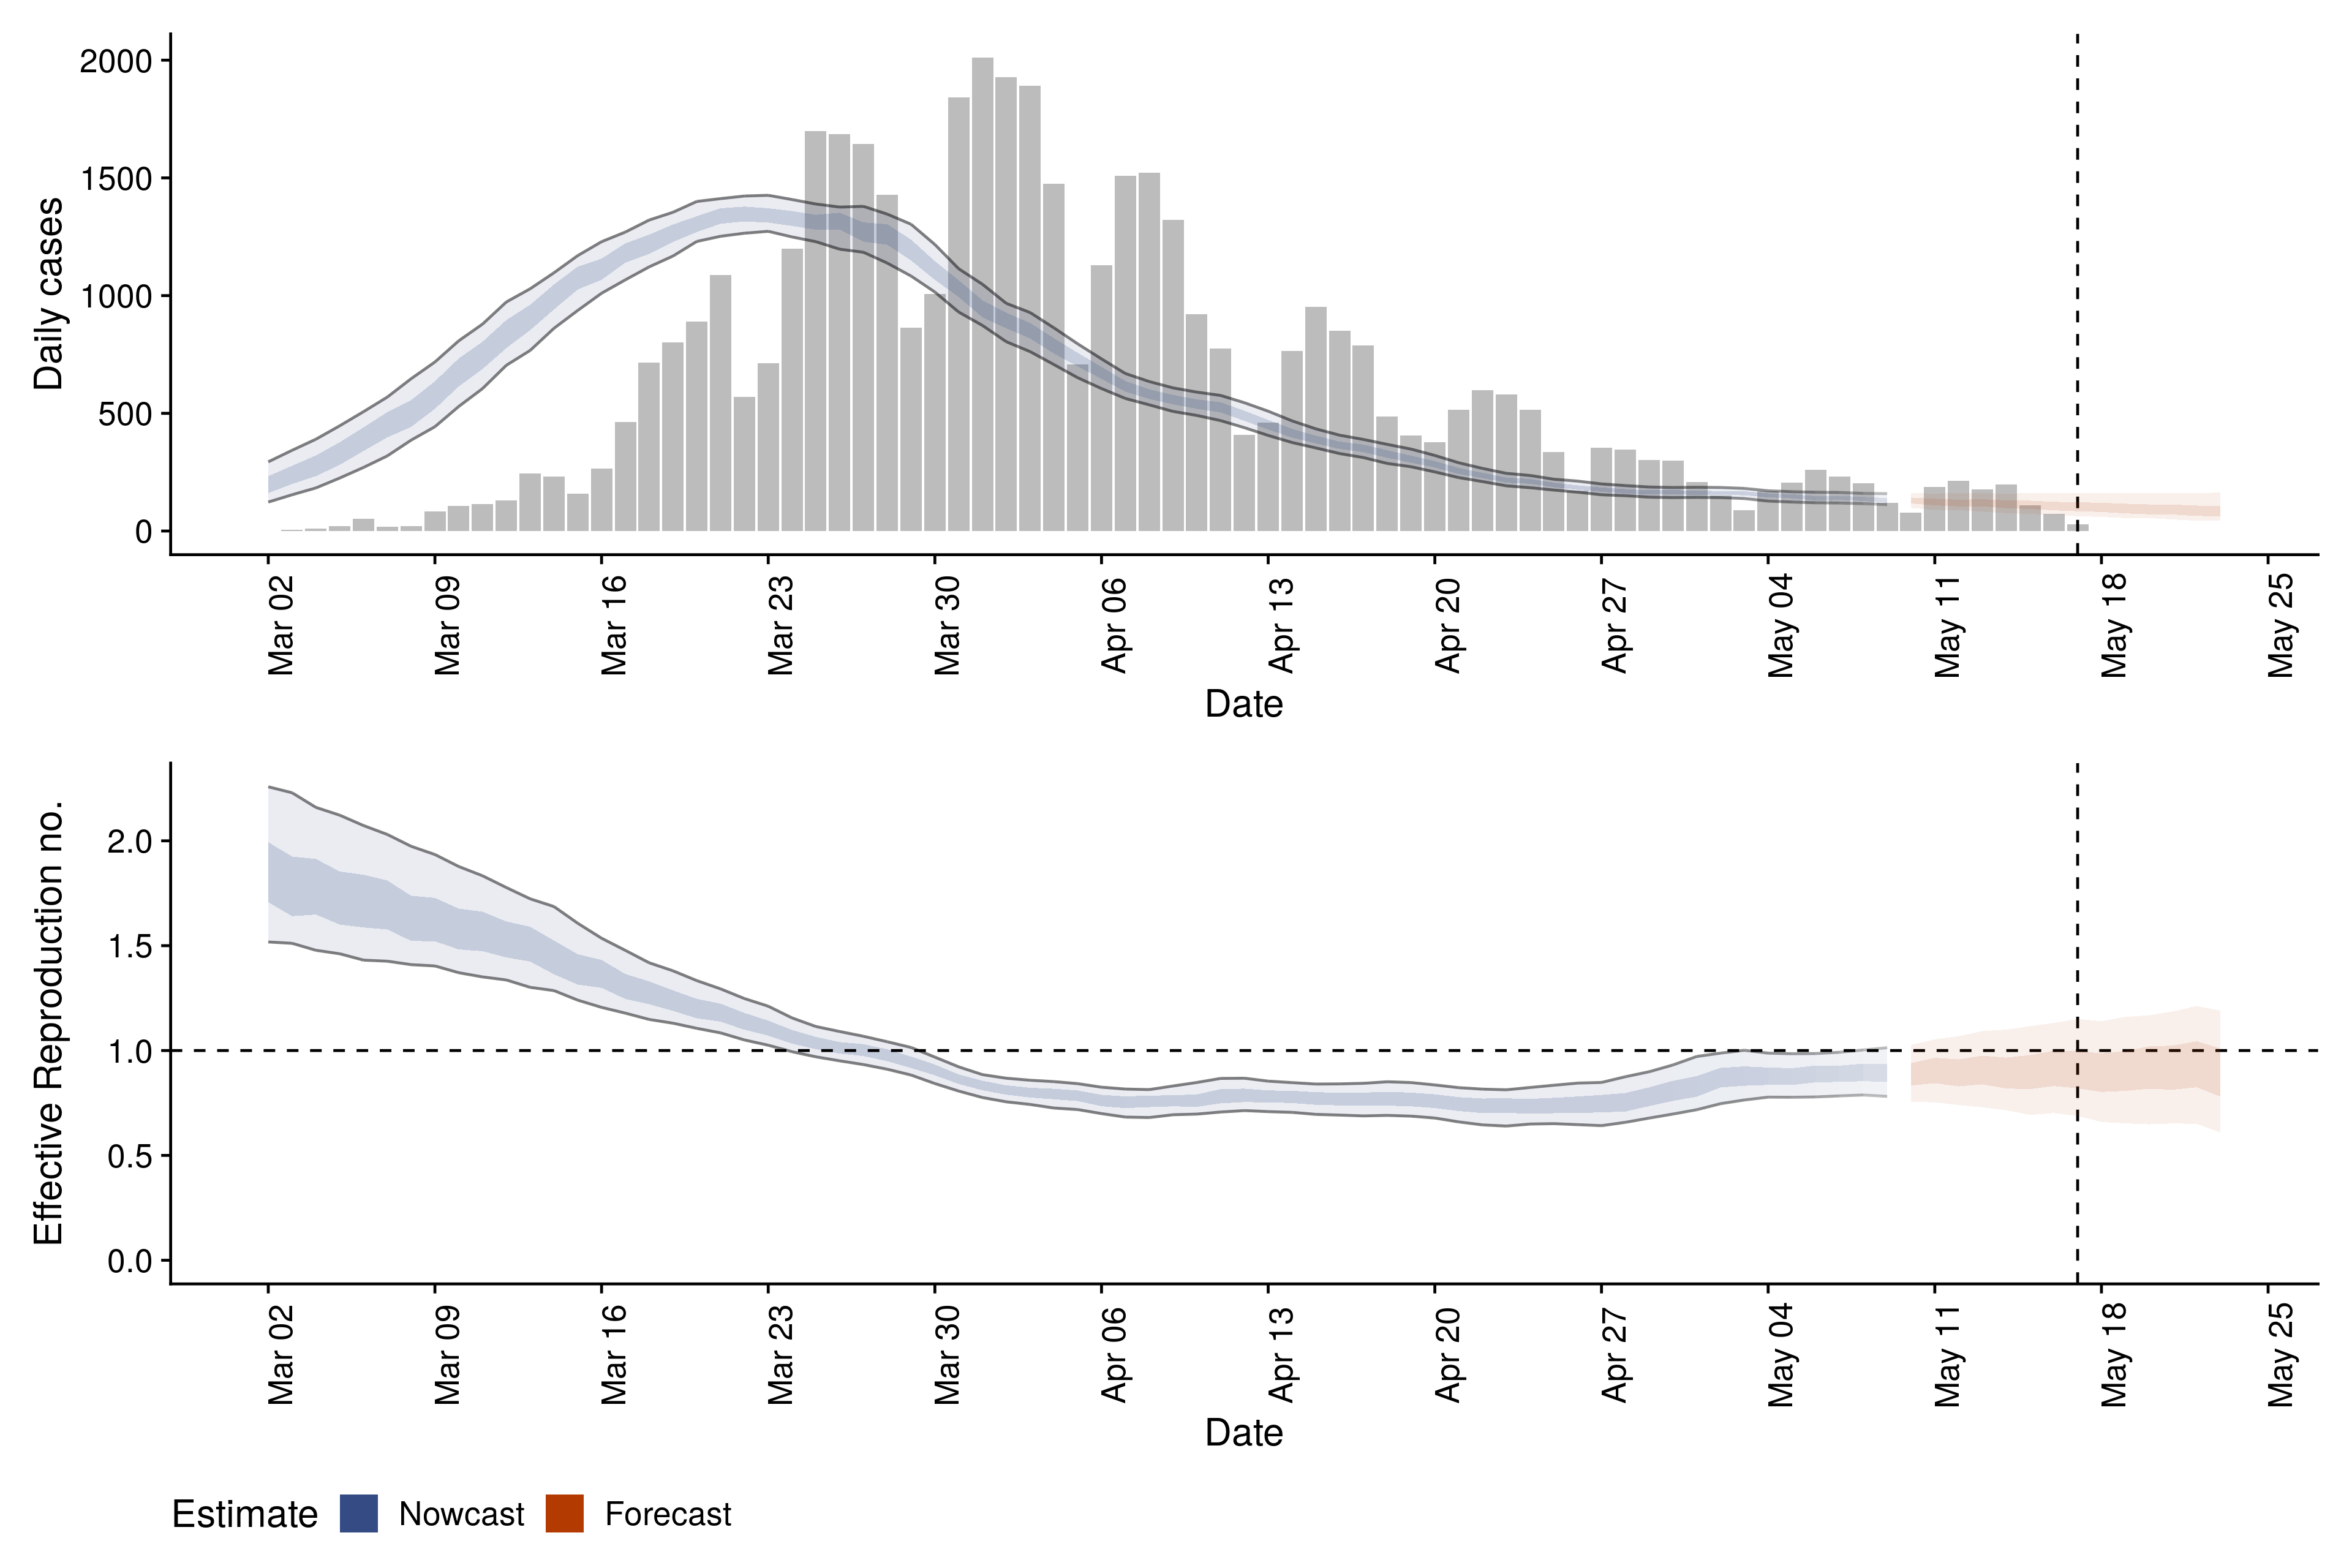 Daily cases
2000
1500
1000
500
0
Mar 02
Mar 09
Mar 16
Mar 23
Mar 30
Apr 06
Apr 13
Apr 20
Apr 27
May 04
May 11
May 18
May 25
Date
Effective Reproduction no.
2.0
1.5
1.0
0.5
0.0
Mar 02
Mar 09
Mar 16
Mar 23
Mar 30
Apr 06
Apr 13
Apr 20
Apr 27
May 04
May 11
May 18
May 25
Date
Estimate Nowcast Forecast